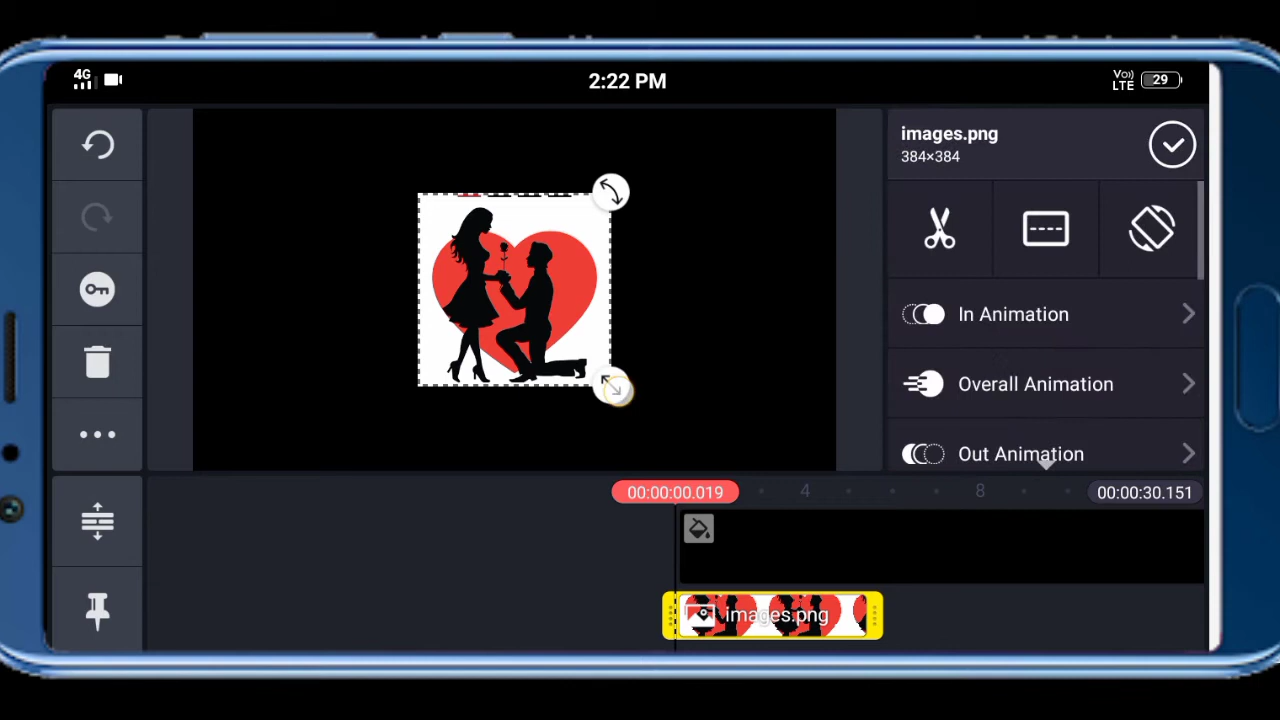 4G
2:22 PM
Vo))
LTE
29
images.png
384×384
In Animation
Overall Animation
Out Animation
00:00:00.019
4
8
00:00:30.151
images.png